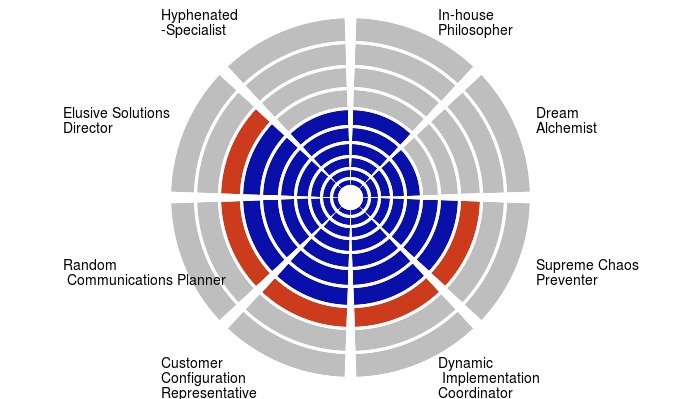 Hyphenated
-Specialist
In-house
Philosopher
Elusive Solutions
Director
Dream
Alchemist
Random
Communications Planner
Supreme Chaos
Preventer
Customer
Configuration
Representative
Dynamic
Implementation
Coordinator